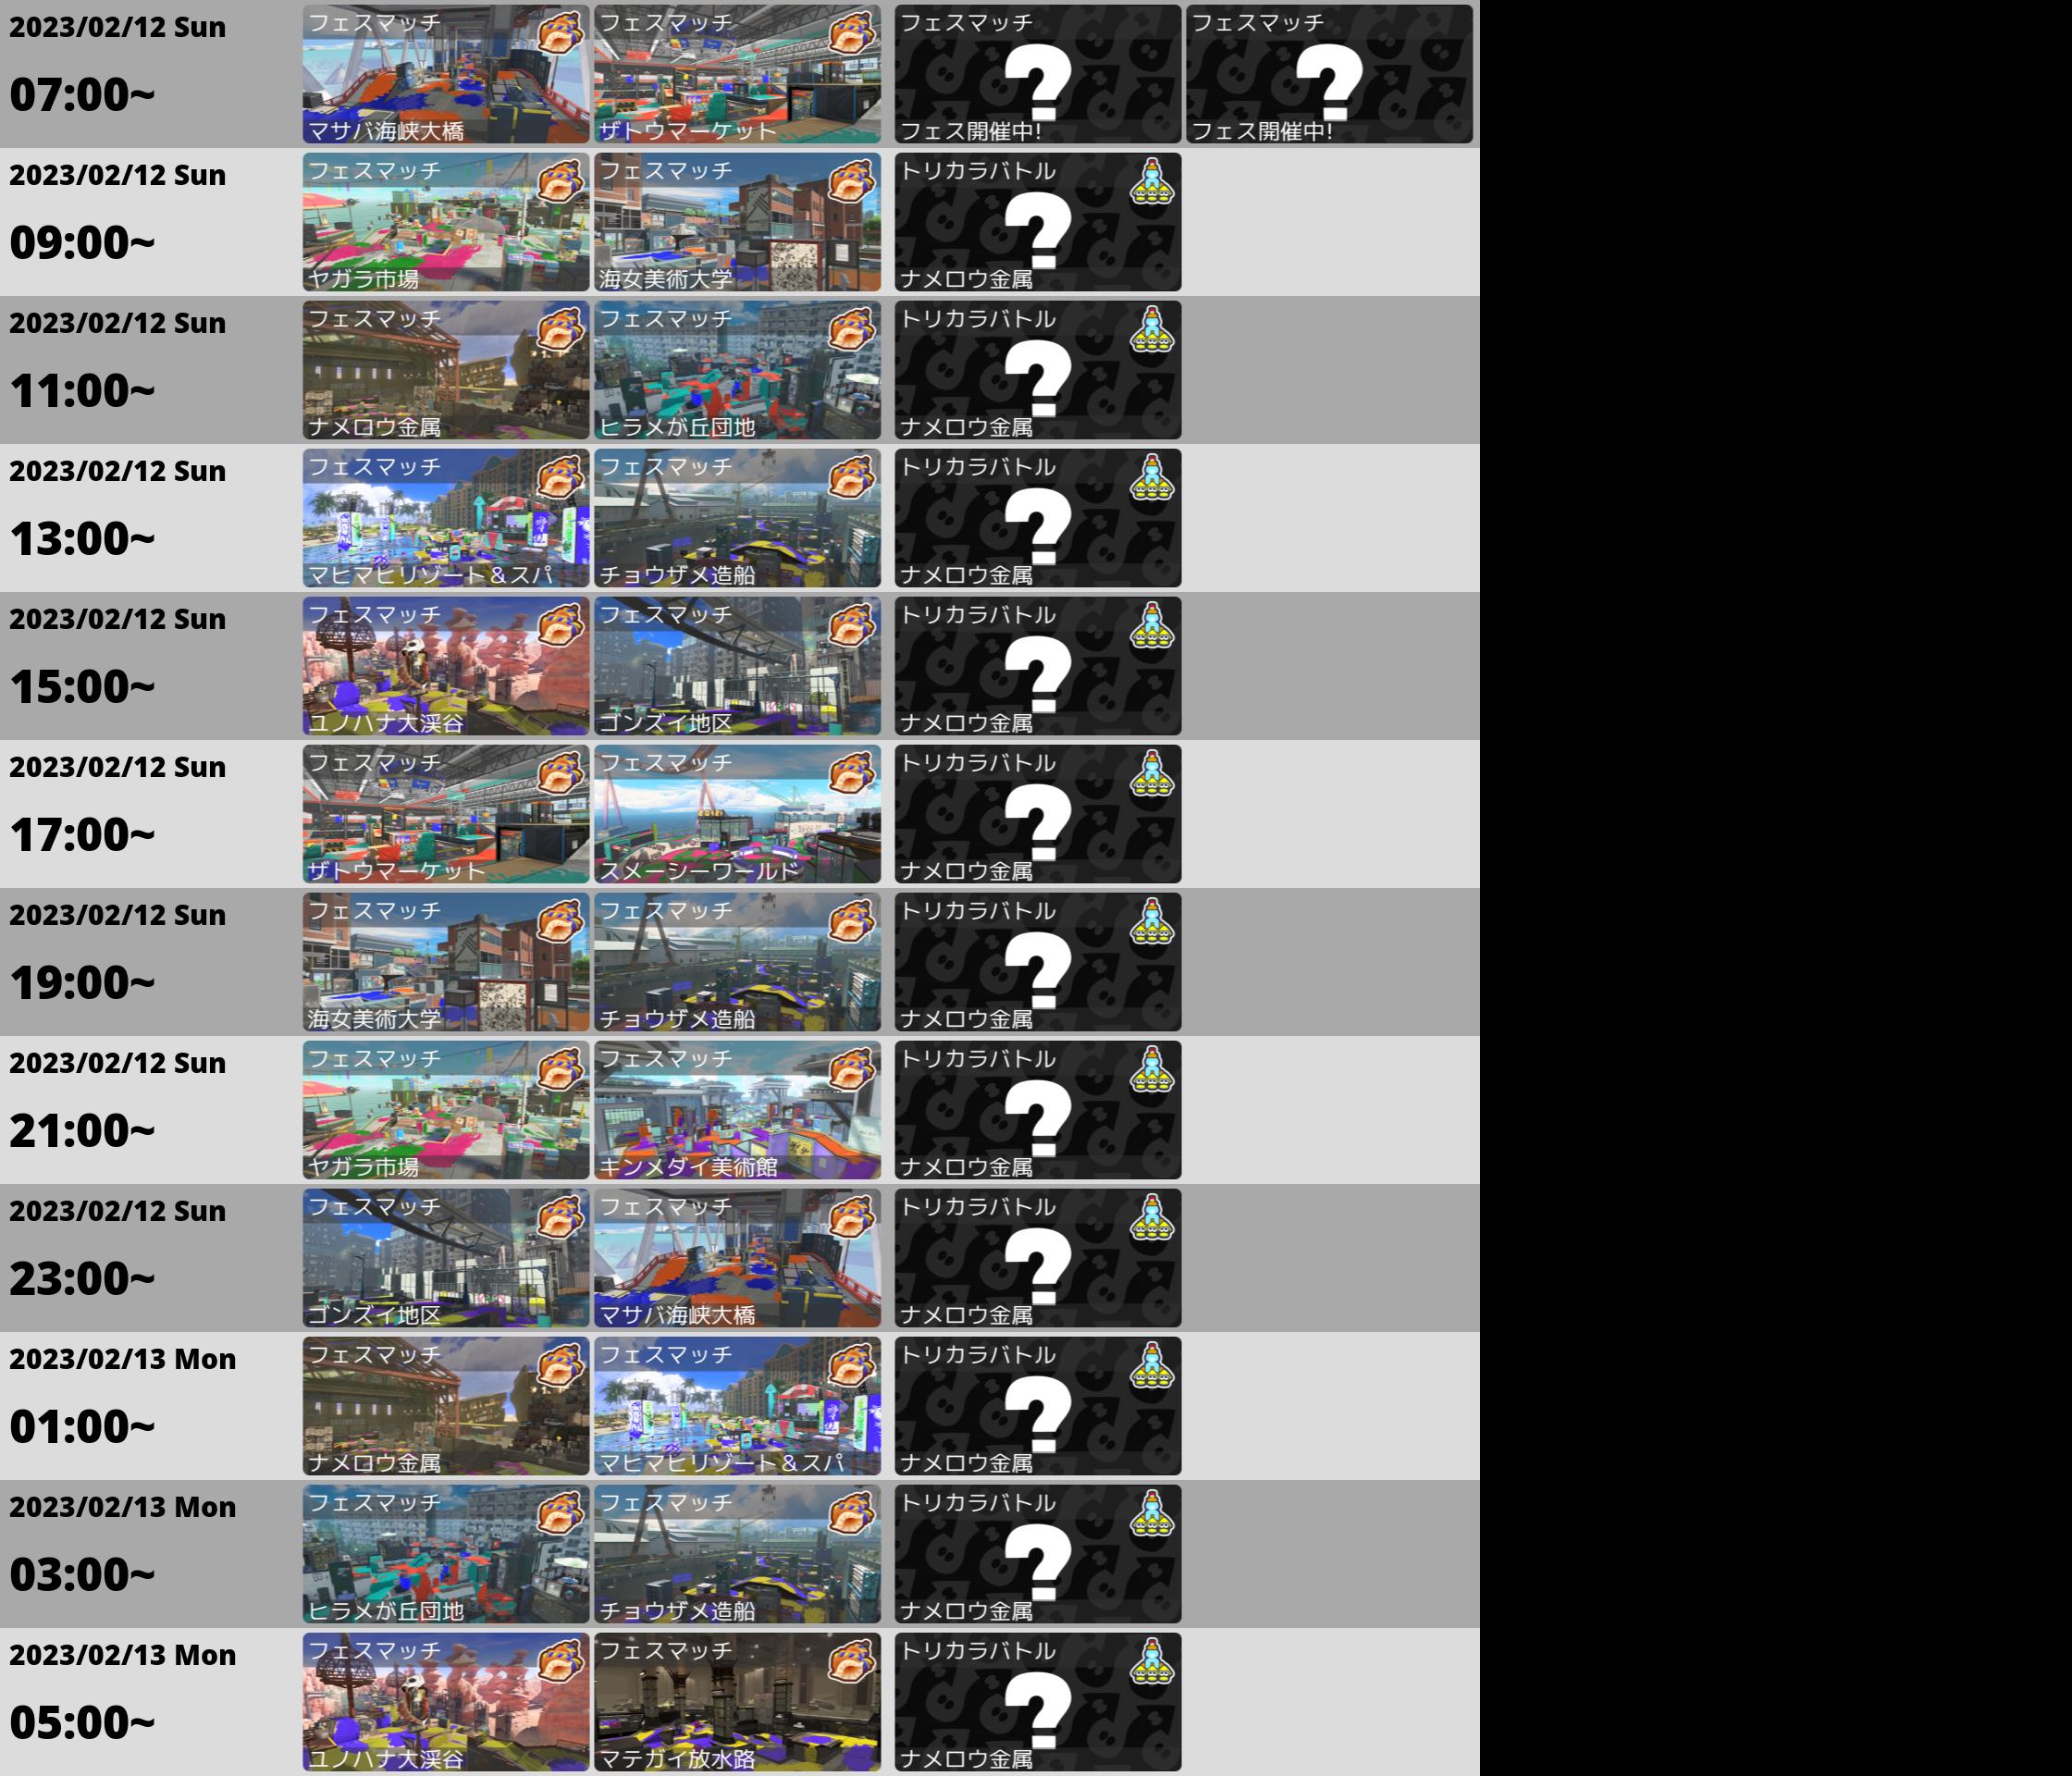 2023/02/12 Sun
07:00~
フェスマッチ
マサバ海峡大橋
フェスマッチ
ザトウマーケット
フェスマッチ
?
フェス開催中!
フェスマッチ
?
フェス開催中!
2023/02/12 Sun
09:00~
フェスマッチ
ヤガラ市場
フェスマッチ
海女美術大学
トリカラバトル
?
ナメロウ金属
2023/02/12 Sun
11:00~
フェスマッチ
ナメロウ金属
フェスマッチ
ヒラメが丘団地
トリカラバトル
?
ナメロウ金属
2023/02/12 Sun
13:00~
フェスマッチ
マヒマヒリゾート&スパ
フェスマッチ
チョウザメ造船
トリカラバトル
?
ナメロウ金属
2023/02/12 Sun
15:00~
フェスマッチ
ユノハナ大渓谷
フェスマッチ
ゴンズイ地区
トリカラバトル
?
ナメロウ金属
2023/02/12 Sun
17:00~
フェスマッチ
ザトウマーケット
フェスマッチ
スメーシーワールド
トリカラバトル
?
ナメロウ金属
2023/02/12 Sun
19:00~
フェスマッチ
海女美術大学
フェスマッチ
チョウザメ造船
トリカラバトル
?
ナメロウ金属
2023/02/12 Sun
21:00~
フェスマッチ
ヤガラ市場
フェスマッチ
キンメダイ美術館
トリカラバトル
?
ナメロウ金属
2023/02/12 Sun
23:00~
フェスマッチ
ゴンズイ地区
フェスマッチ
マサバ海峡大橋
トリカラバトル
?
ナメロウ金属
2023/02/13 Mon
01:00~
フェスマッチ
ナメロウ金属
フェスマッチ
マヒマヒリゾート&スパ
トリカラバトル
?
ナメロウ金属
2023/02/13 Mon
03:00~
フェスマッチ
ヒラメが丘団地
フェスマッチ
チョウザメ造船
トリカラバトル
?
ナメロウ金属
2023/02/13 Mon
05:00~
フェスマッチ
ユノハナ大渓谷
フェスマッチ
マテガイ放水路
トリカラバトル
?
ナメロウ金属